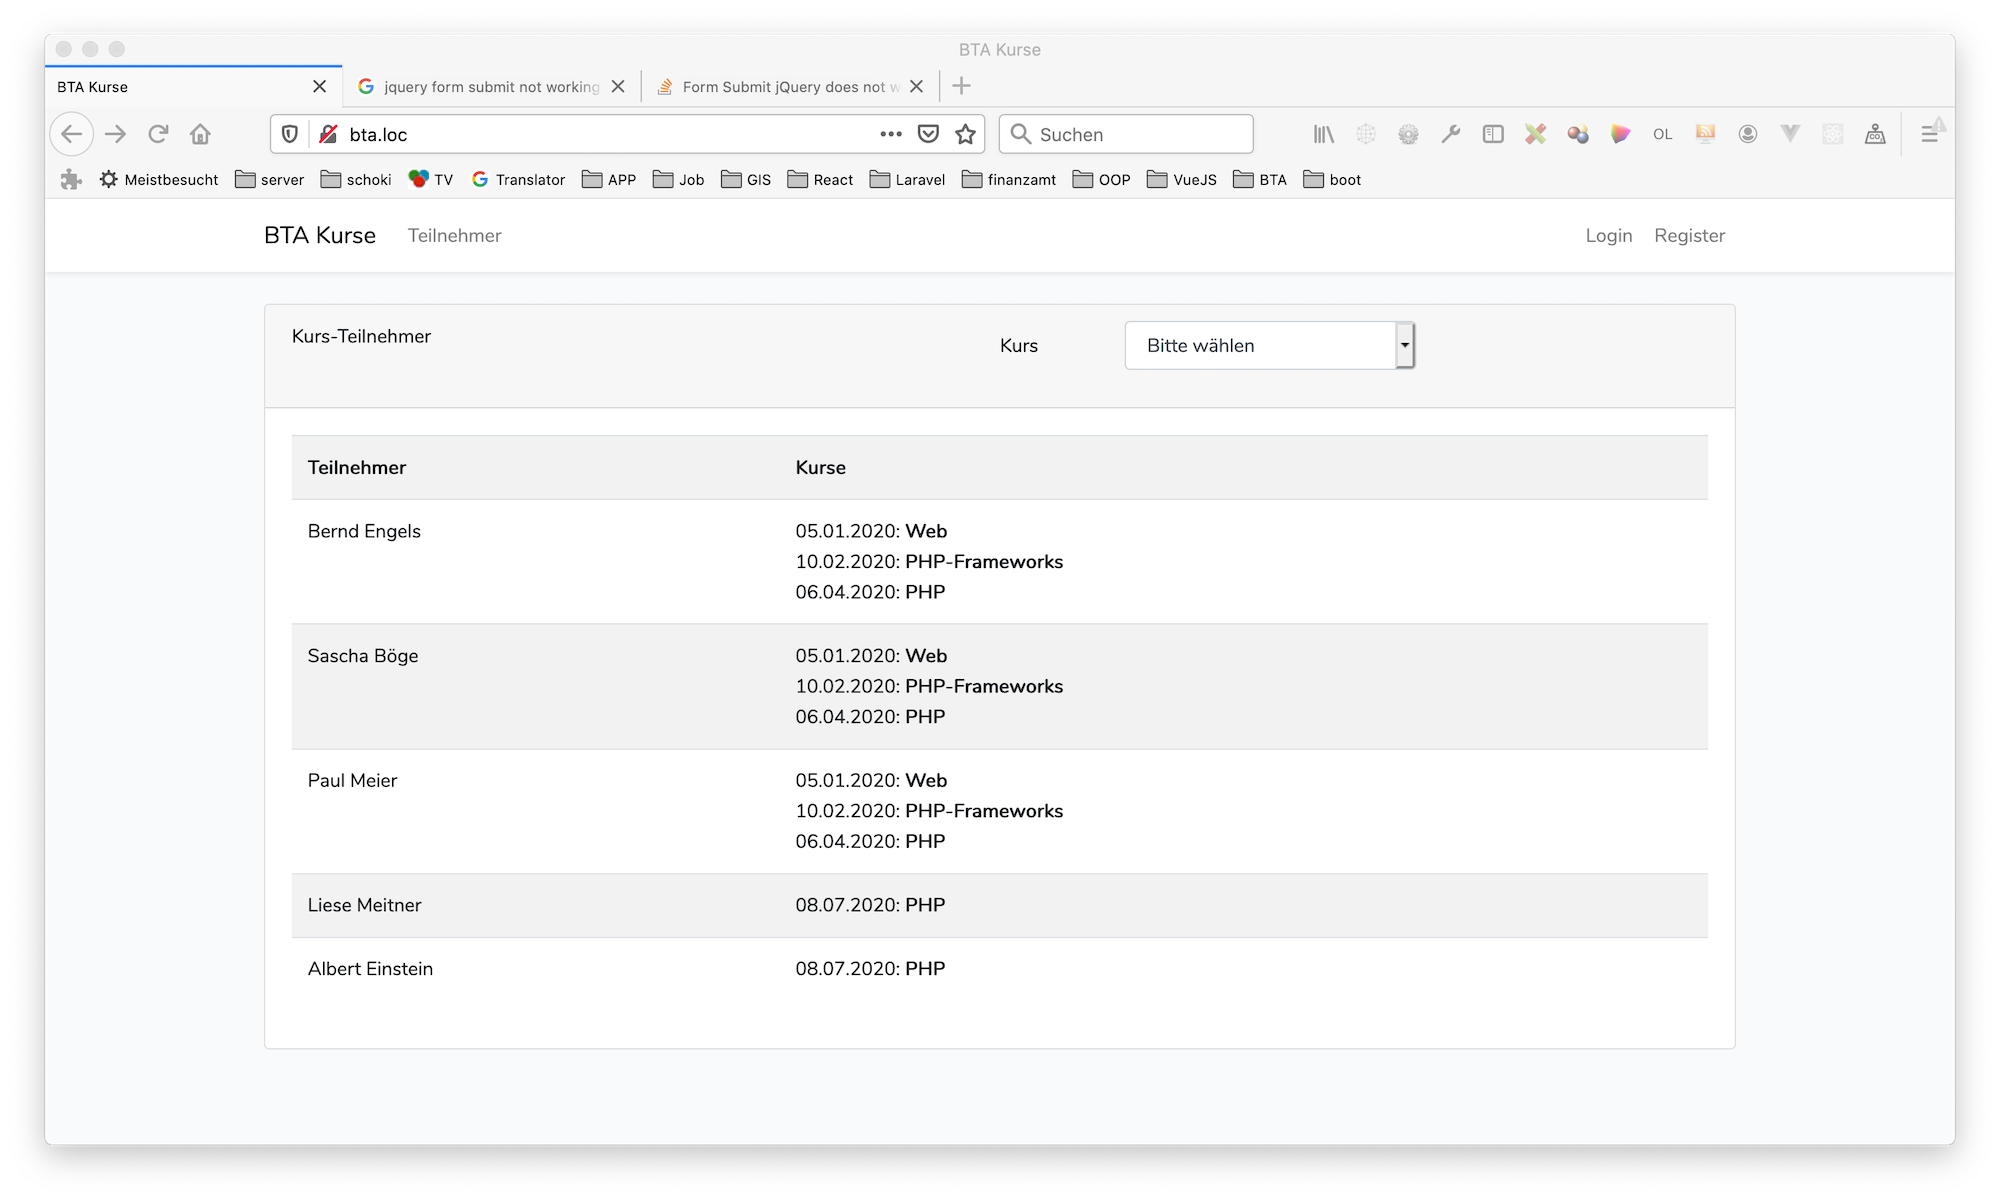 BTA Kurse
BTA Kurse
jquery form submit not working
Form Submit jQuery does not w
bta.loc
Suchen
OL
Meistbesucht server schoki TV Translator APP Job GIS React Laravel finanzamt OOP VueJS BTA boot
BTA Kurse Teilnehmer Login Register
Kurs-Teilnehmer
Kurs Bitte wählen
Teilnehmer Kurse
Bernd Engels 05.01.2020: Web
10.02.2020: PHP-Frameworks
06.04.2020: PHP
Sascha Böge 05.01.2020: Web
10.02.2020: PHP-Frameworks
06.04.2020: PHP
Paul Meier 05.01.2020: Web
10.02.2020: PHP-Frameworks
06.04.2020: PHP
Liese Meitner 08.07.2020: PHP
Albert Einstein 08.07.2020: PHP